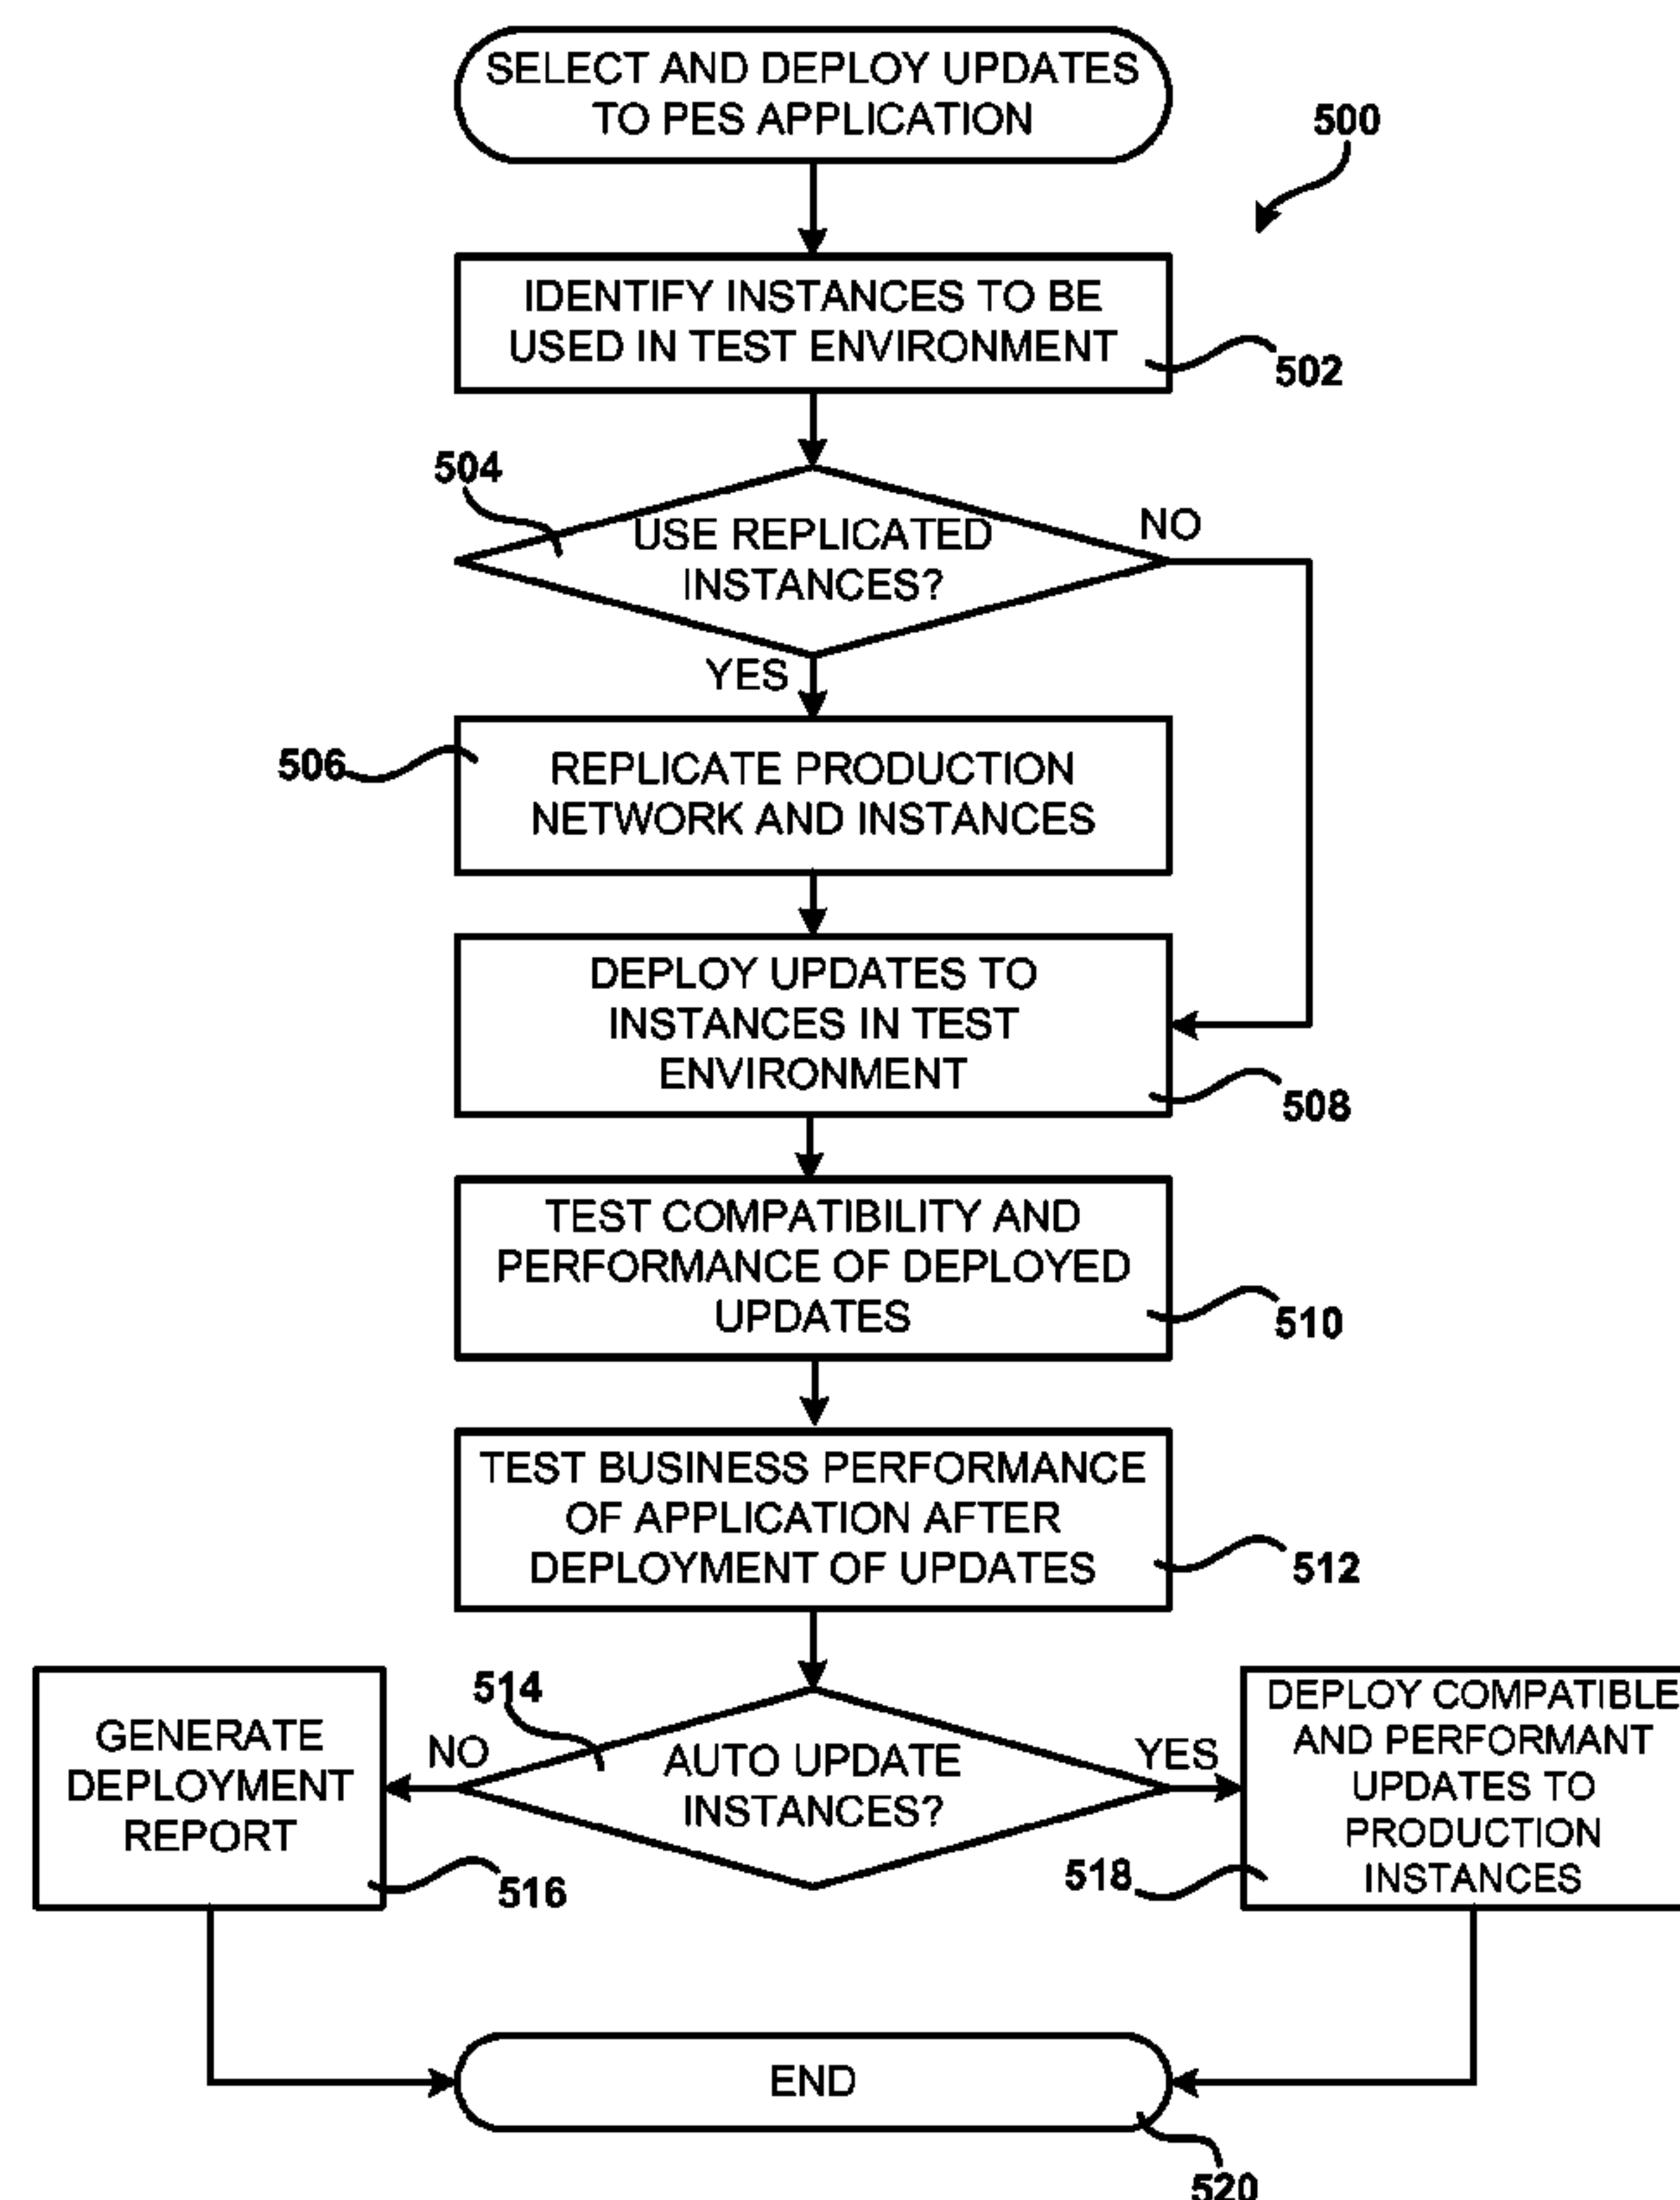 SELECT AND DEPLOY UPDATES
TO PES APPLICATION
500
IDENTIFY INSTANCES TO BE
USED IN TEST ENVIRONMENT
502
504
USE REPLICATED
INSTANCES?
NO
YES
506
REPLICATE PRODUCTION
NETWORK AND INSTANCES
DEPLOY UPDATES TO
INSTANCES IN TEST
ENVIRONMENT
508
TEST COMPATIBILITY AND
PERFORMANCE OF DEPLOYED
UPDATES
510
TEST BUSINESS PERFORMANCE
OF APPLICATION AFTER
DEPLOYMENT OF UPDATES
512
514
AUTO UPDATE
INSTANCES?
NO
YES
GENERATE
DEPLOYMENT
REPORT
516
DEPLOY COMPATIBLE
AND PERFORMANT
UPDATES TO
PRODUCTION
INSTANCES
518
END
520